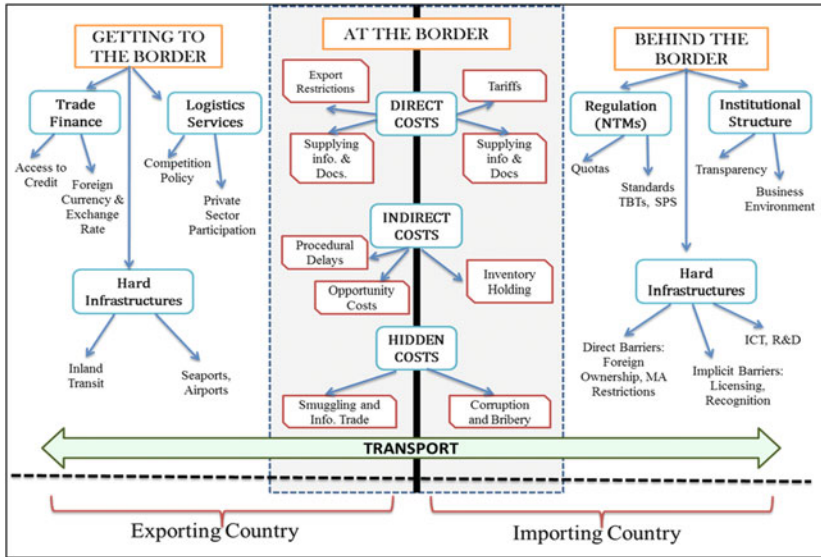 GETTING TO
THE BORDER
Trade
Finance
Logistics
Services
Access to
Credit
Foreign
Currency &
Exchange
Rate
Competition
Policy
Private
Sector
Participation
Hard
Infrastructures
Inland
Transit
Seaports,
Airports
AT THE BORDER
Export
Restrictions
Tariffs
DIRECT
COSTS
Supplying
info. &
Docs.
Supplying
info &
Docs
INDIRECT
COSTS
Procedural
Delays
Opportunity
Costs
Inventory
Holding
HIDDEN
COSTS
Smuggling and
Info. Trade
Corruption
and Bribery
BEHIND THE
BORDER
Regulation
(NTMs)
Institutional
Structure
Quotas
Standards
TBTs, SPS
Transparency
Business
Environment
Hard
Infrastructures
Direct Barriers:
Foreign
Ownership, MA
Restrictions
Implicit Barriers:
Licensing,
Recognition
ICT, R&D
TRANSPORT
Exporting Country
Importing Country